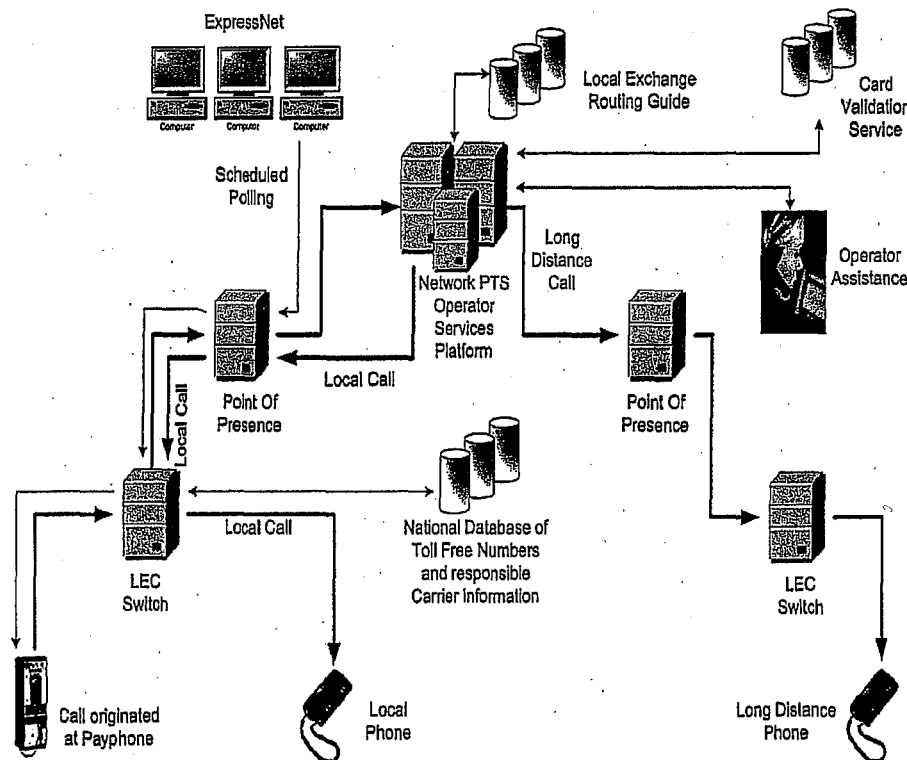 ExpressNet
Computer
Computer
Computer
Local Exchange
Routing Guide
Card
Validation
Service
Scheduled
Polling
Long
Distance
Call
Network PTS
Operator
Services
Platform
Operator
Assistance
Local Call
Point Of
Presence
Point Of
Presence
Local Call
Local Call
National Database of
Toll Free Numbers
and responsible
Carrier Information
LEC
Switch
LEC
Switch
Call originated
at Payphone
Local
Phone
Long Distance
Phone